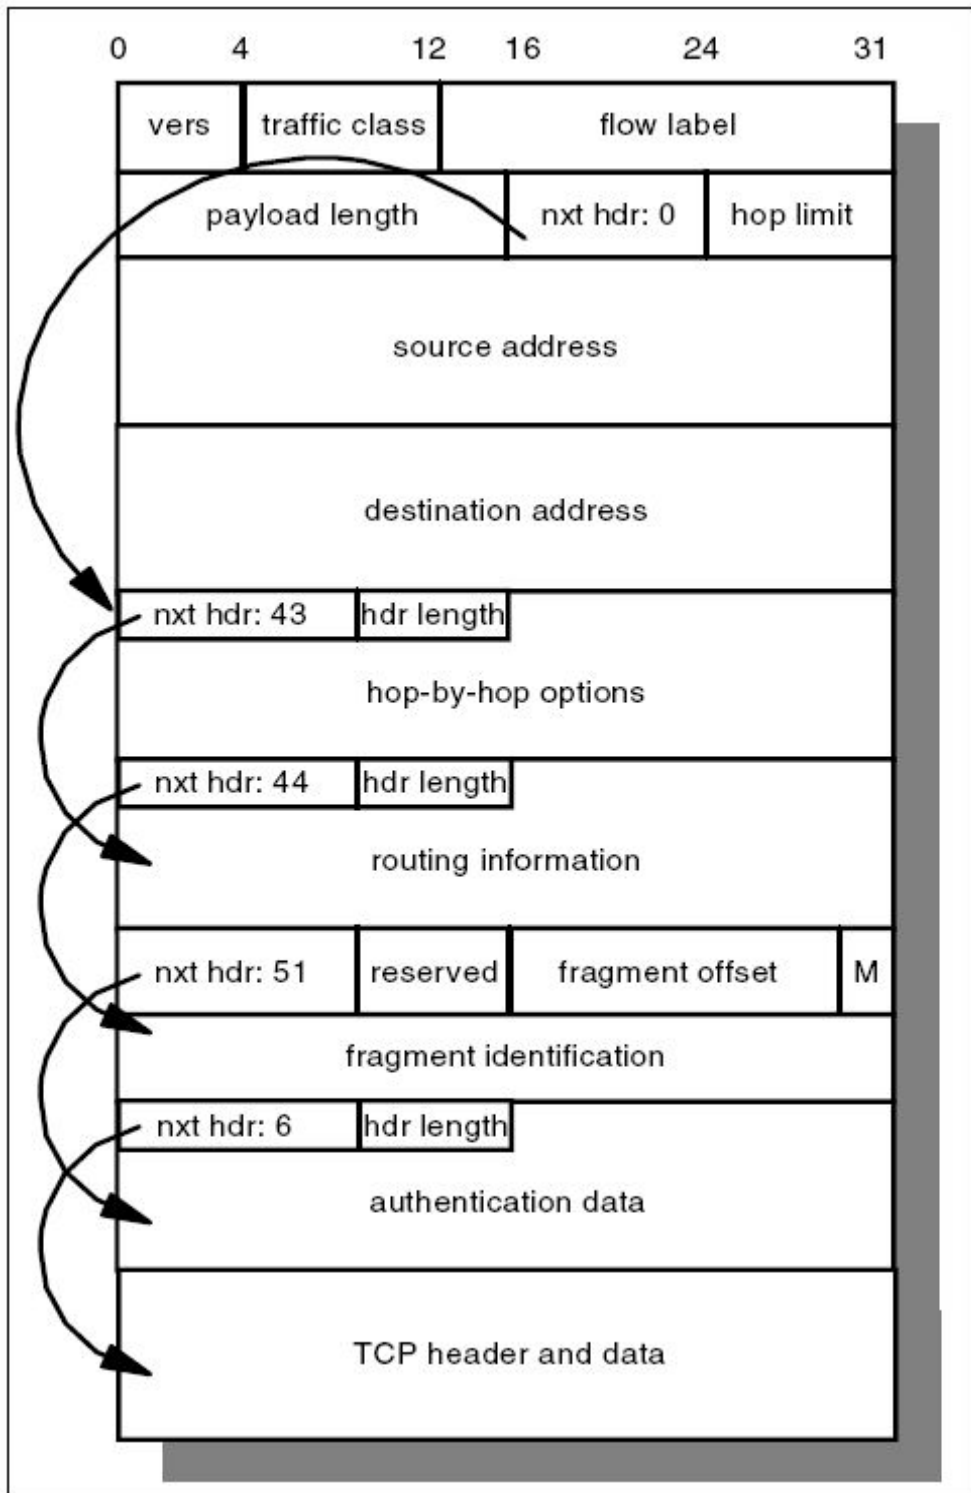 0 4 12 16 24 31
vers traffic class flow label
payload length nxt hdr: 0 hop limit
source address
destination address
nxt hdr: 43 hdr length
hop-by-hop options
nxt hdr: 44 hdr length
routing information
nxt hdr: 51 reserved fragment offset M
fragment identification
nxt hdr: 6 hdr length
authentication data
TCP header and data